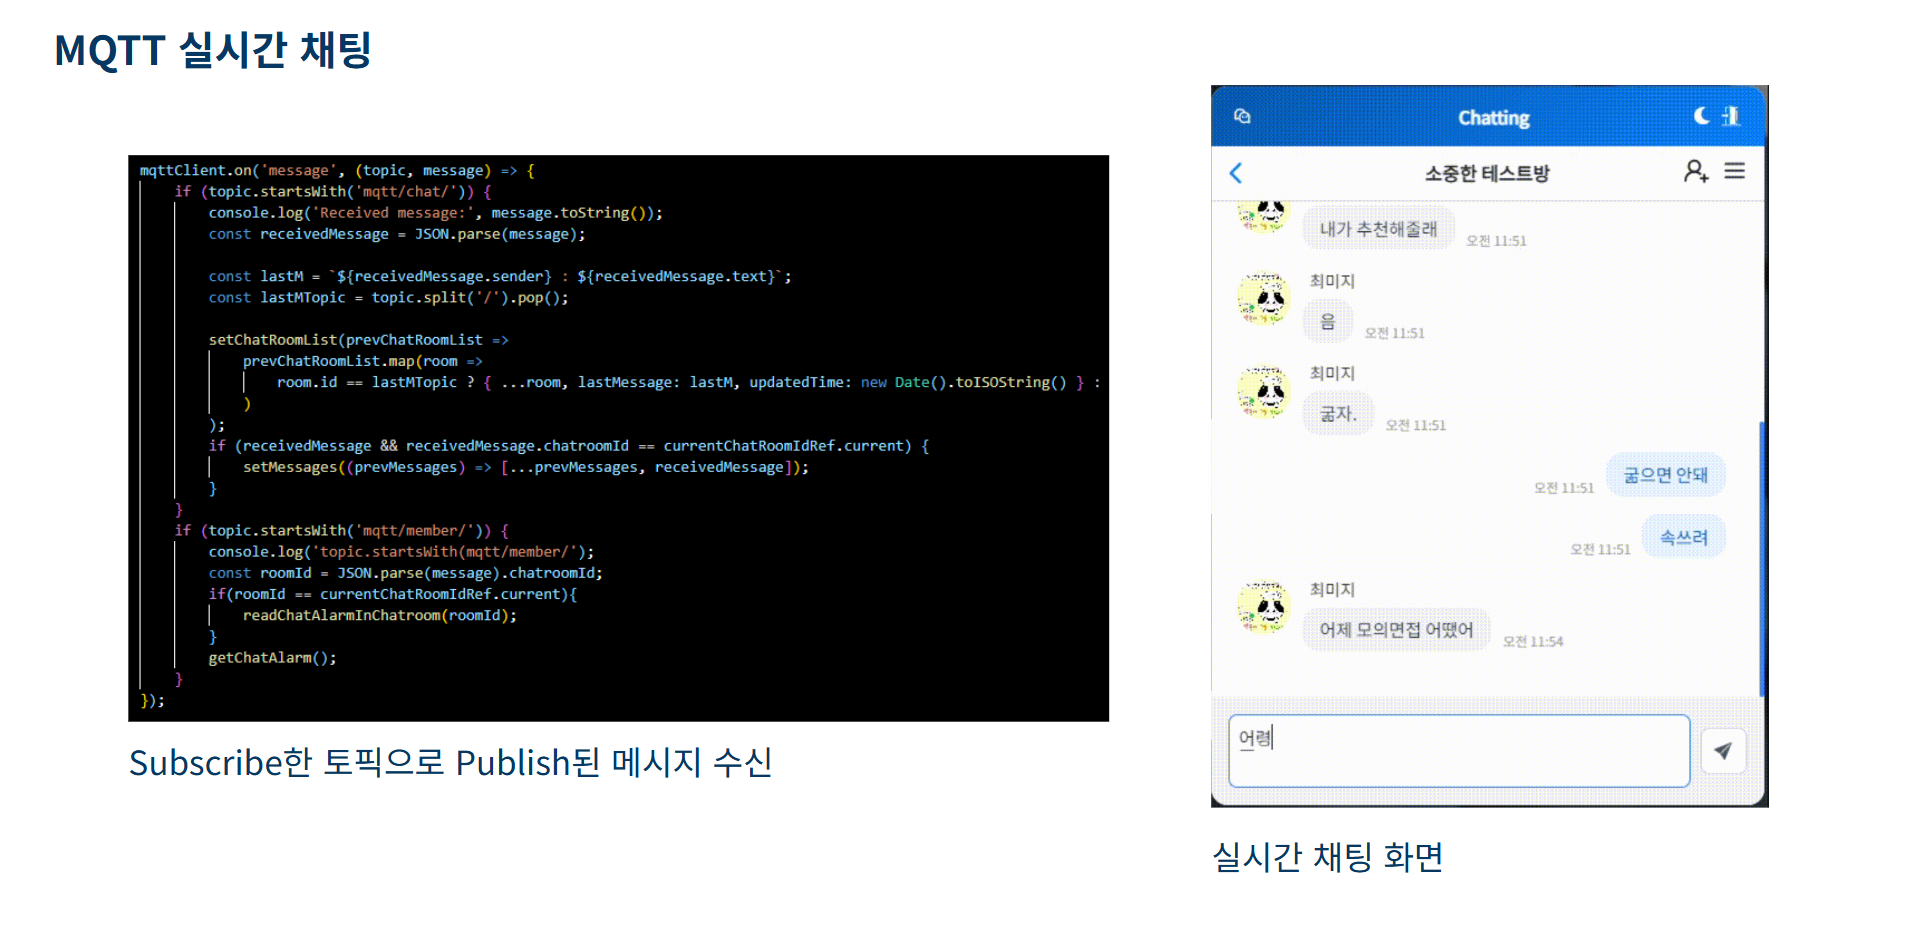 MQTT 실시간 채팅
mqttClient.on('message', (topic, message) => {
if (topic.startsWith('mqtt/chat/')) {
console.log('Received message:', message.toString());
const receivedMessage = JSON.parse(message);
const lastM = `${receivedMessage.sender} : ${receivedMessage.text}`;
const lastMTopic = topic.split('/').pop();
setChatRoomList(prevChatRoomList =>
prevChatRoomList.map(room =>
room.id == lastMTopic ? { ...room, lastMessage: lastM, updatedTime: new Date().toISOString() } :
)
);
if (receivedMessage && receivedMessage.chatroomId == currentChatRoomIdRef.current) {
setMessages((prevMessages) => [...prevMessages, receivedMessage]);
}
}
if (topic.startsWith('mqtt/member/')) {
console.log('topic.startsWith(mqtt/member/');
const roomId = JSON.parse(message).chatroomId;
if(roomId == currentChatRoomIdRef.current){
readChatAlarmInChatroom(roomId);
}
getChatAlarm();
}
});
Subscribe한 토픽으로 Publish된 메시지 수신
Chatting
소중한 테스트방
내가 추천해줄래
오전 11:51
최미지
음
오전 11:51
최미지
굶자.
오전 11:51
굶으면 안돼
오전 11:51
속쓰려
오전 11:51
최미지
어제 모의면접 어땠어
오전 11:54
어령
실시간 채팅 화면